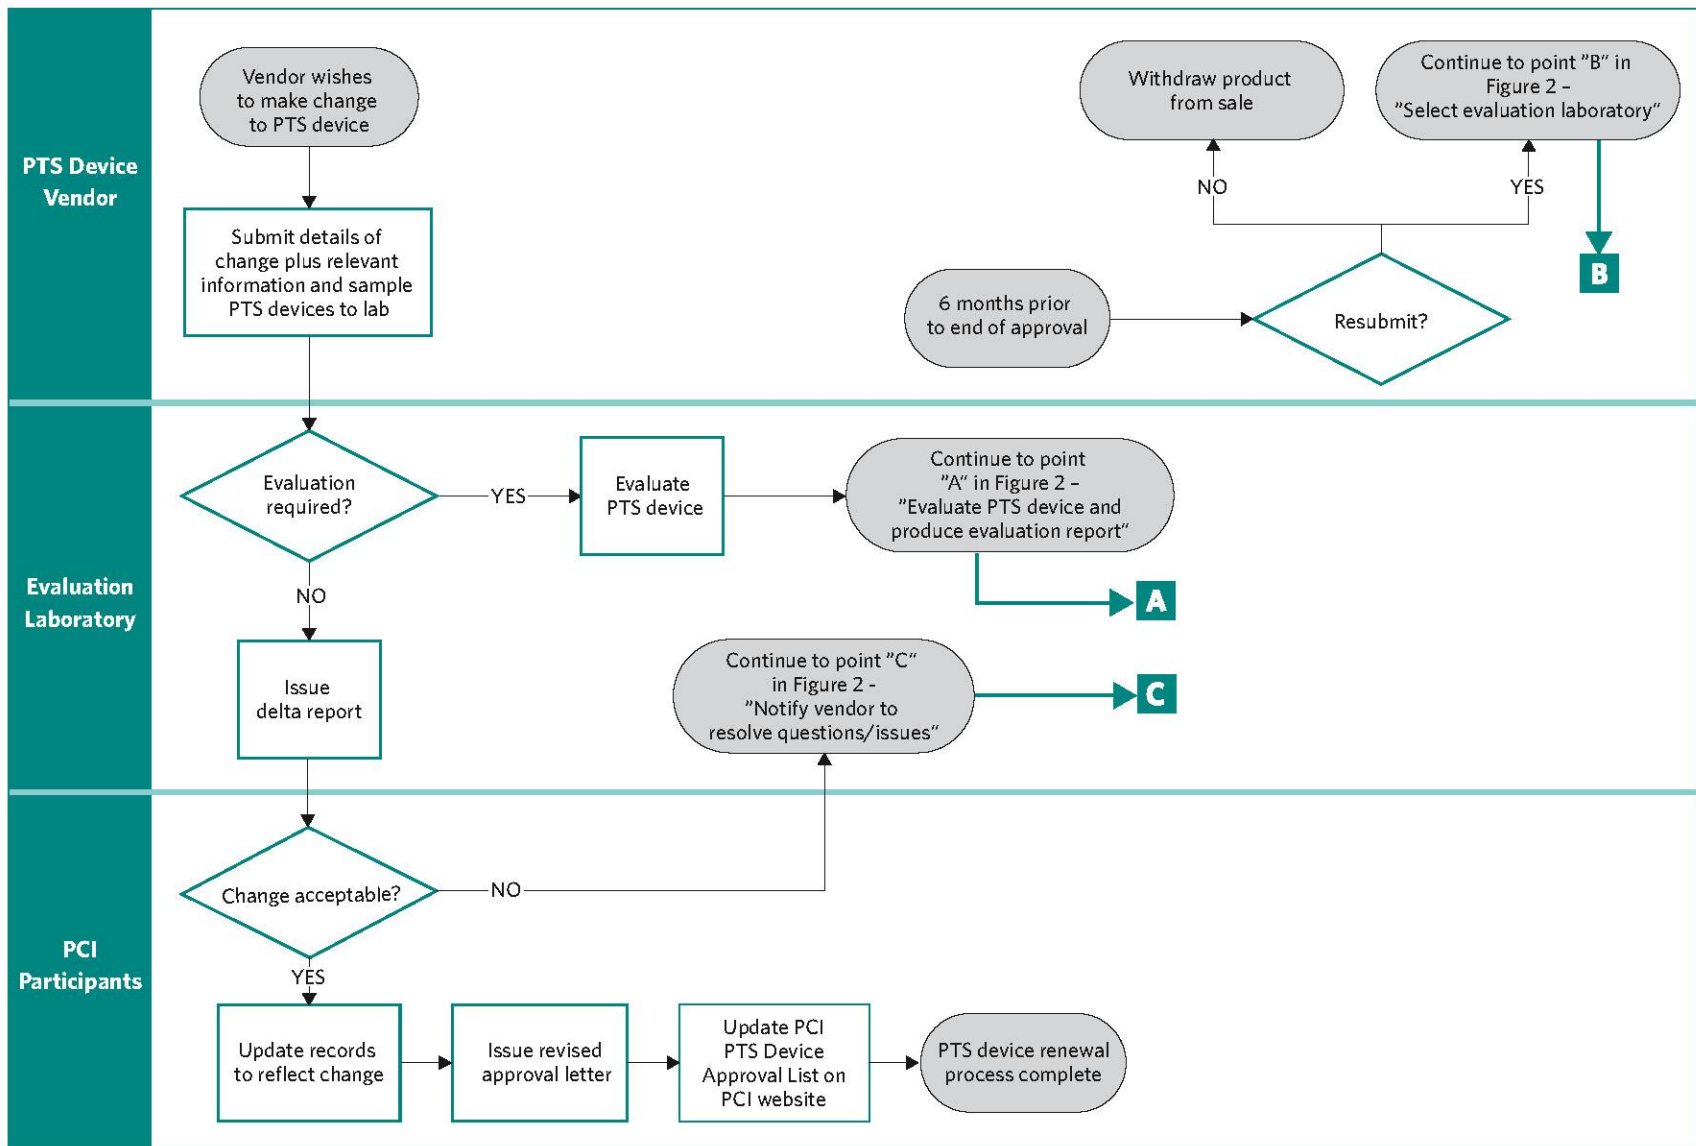 PTS Device
Vendor
Vendor wishes
to make change
to PTS device
Submit details of
change plus relevant
information and sample
PTS devices to lab
Withdraw product
from sale
Continue to point ”B“ in
Figure 2 –
”Select evaluation laboratory“
NO
YES
B
6 months prior
to end of approval
Resubmit?
Evaluation
Laboratory
Evaluation
required?
YES
Evaluate
PTS device
Continue to point
”A“ in Figure 2 –
”Evaluate PTS device and
produce evaluation report“
A
NO
Issue
delta report
Continue to point ”C“
in Figure 2 -
”Notify vendor to
resolve questions/issues“
C
PCI
Participants
Change acceptable?
NO
YES
Update records
to reflect change
Issue revised
approval letter
Update PCI
PTS Device
Approval List on
PCI website
PTS device renewal
process complete